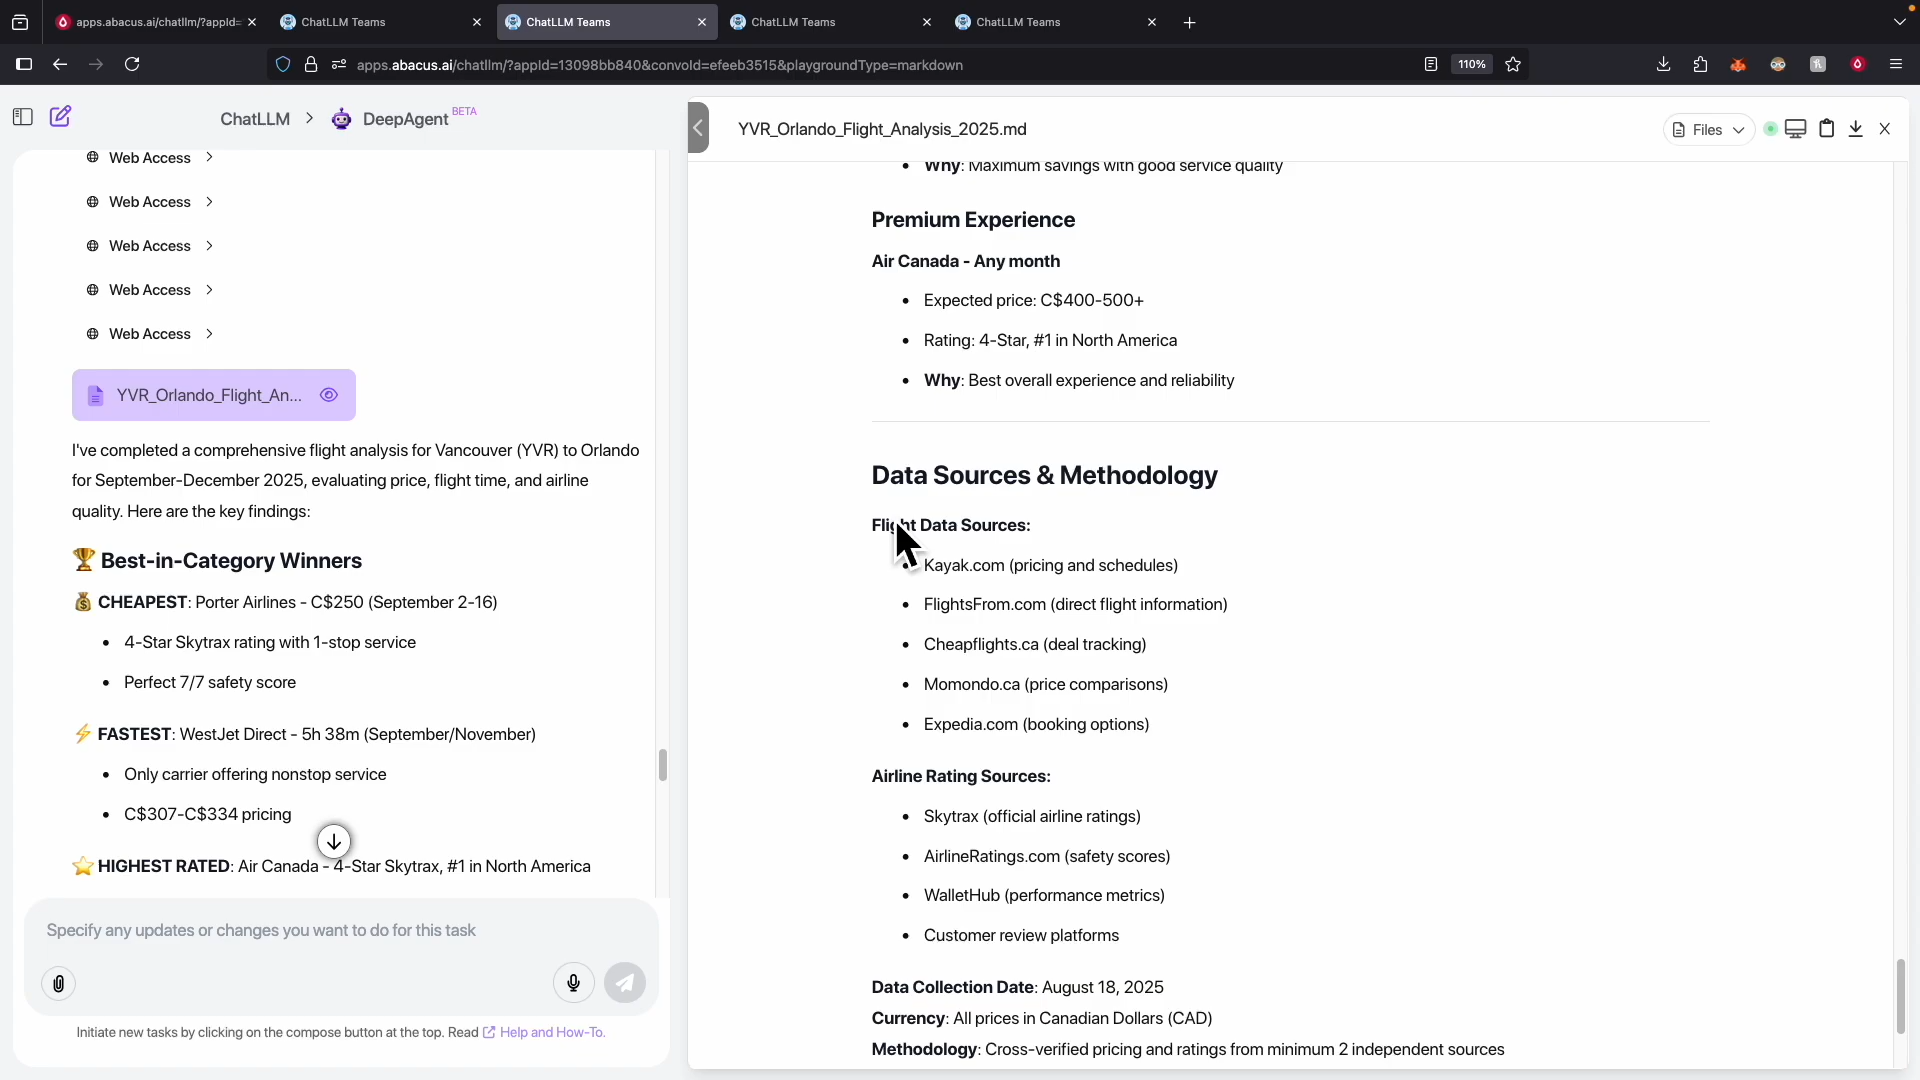 apps.abacus.ai/chatllm/?appId=
ChatLLM Teams
ChatLLM Teams
ChatLLM Teams
ChatLLM Teams
apps.abacus.ai/chatllm/?appId=13098bb840&convoId=efeeb3515&playgroundType=markdown
110%
ChatLLM
DeepAgent BETA
Web Access
Web Access
Web Access
Web Access
Web Access
YVR_Orlando_Flight_An...
I've completed a comprehensive flight analysis for Vancouver (YVR) to Orlando
for September-December 2025, evaluating price, flight time, and airline
quality. Here are the key findings:
🏆 Best-in-Category Winners
💰 CHEAPEST: Porter Airlines - C$250 (September 2-16)
• 4-Star Skytrax rating with 1-stop service
• Perfect 7/7 safety score
⚡ FASTEST: WestJet Direct - 5h 38m (September/November)
• Only carrier offering nonstop service
• C$307-C$334 pricing
⭐ HIGHEST RATED: Air Canada - 4-Star Skytrax, #1 in North America
Specify any updates or changes you want to do for this task
Initiate new tasks by clicking on the compose button at the top. Read Help and How-To.
YVR_Orlando_Flight_Analysis_2025.md
Files
• Why: Maximum savings with good service quality
Premium Experience
Air Canada - Any month
• Expected price: C$400-500+
• Rating: 4-Star, #1 in North America
• Why: Best overall experience and reliability
Data Sources & Methodology
Flight Data Sources:
• Kayak.com (pricing and schedules)
• FlightsFrom.com (direct flight information)
• Cheapflights.ca (deal tracking)
• Momondo.ca (price comparisons)
• Expedia.com (booking options)
Airline Rating Sources:
• Skytrax (official airline ratings)
• AirlineRatings.com (safety scores)
• WalletHub (performance metrics)
• Customer review platforms
Data Collection Date: August 18, 2025
Currency: All prices in Canadian Dollars (CAD)
Methodology: Cross-verified pricing and ratings from minimum 2 independent sources